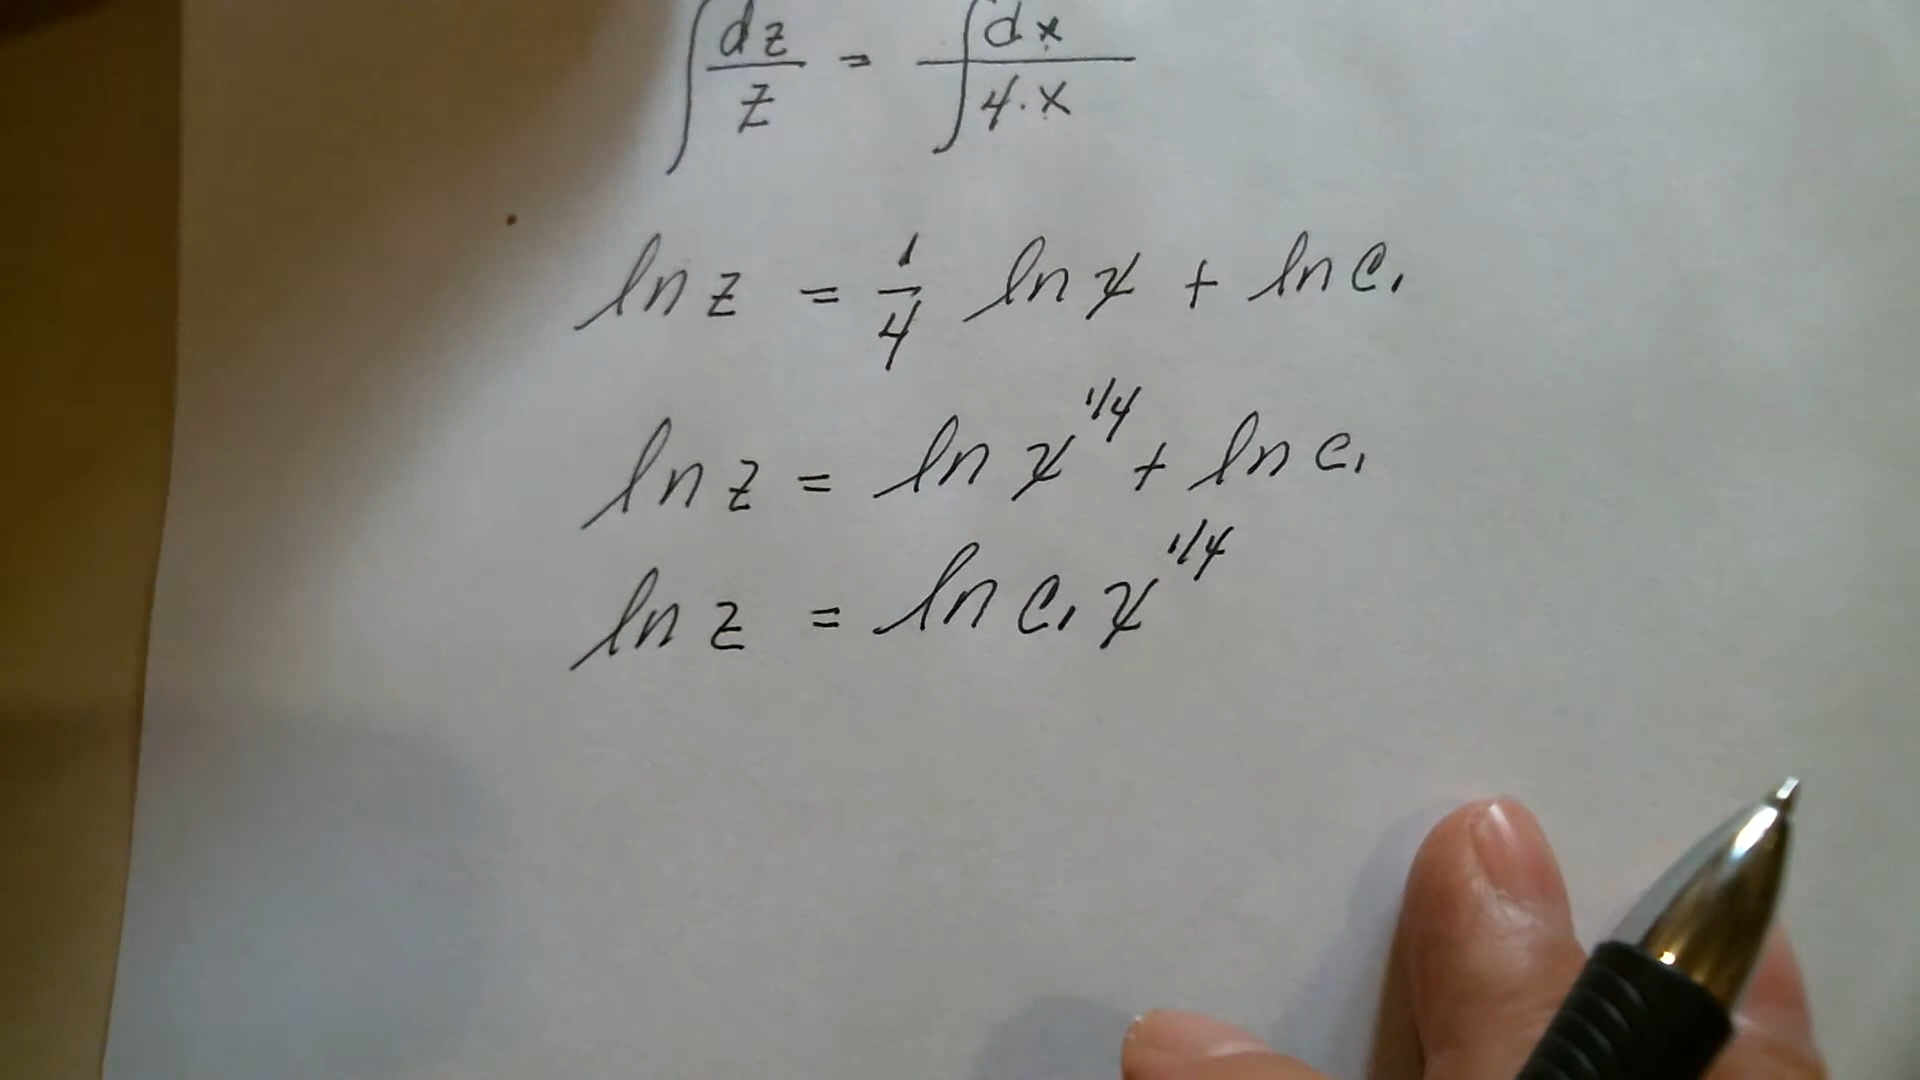 ∫ dz/z = ∫ dx/4·x
ln z = 1/4 ln x + ln c₁
ln z = ln x^1/4 + ln c₁
ln z = ln c₁ x^1/4